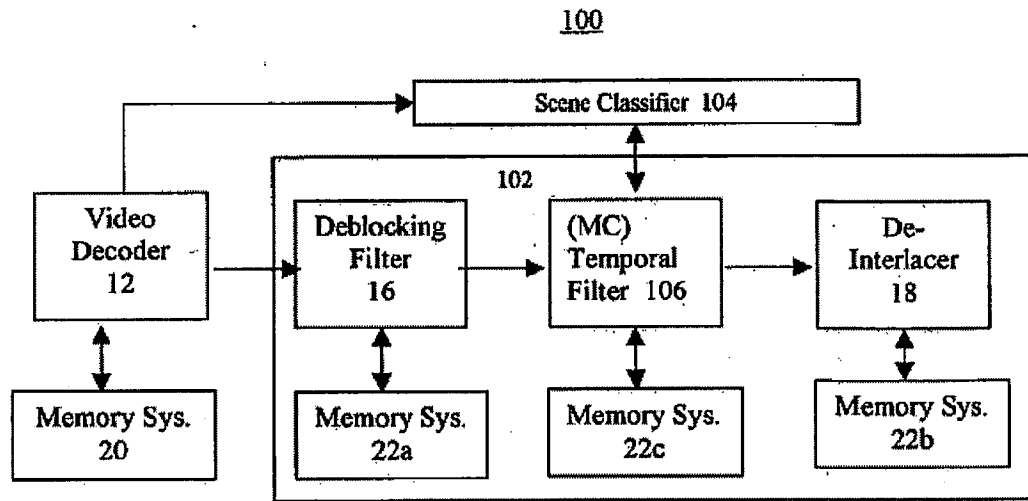 100
Scene Classifier 104
102
Video
Decoder
12
Deblocking
Filter
16
(MC)
Temporal
Filter 106
De-
Interlacer
18
Memory Sys.
20
Memory Sys.
22a
Memory Sys.
22c
Memory Sys.
22b